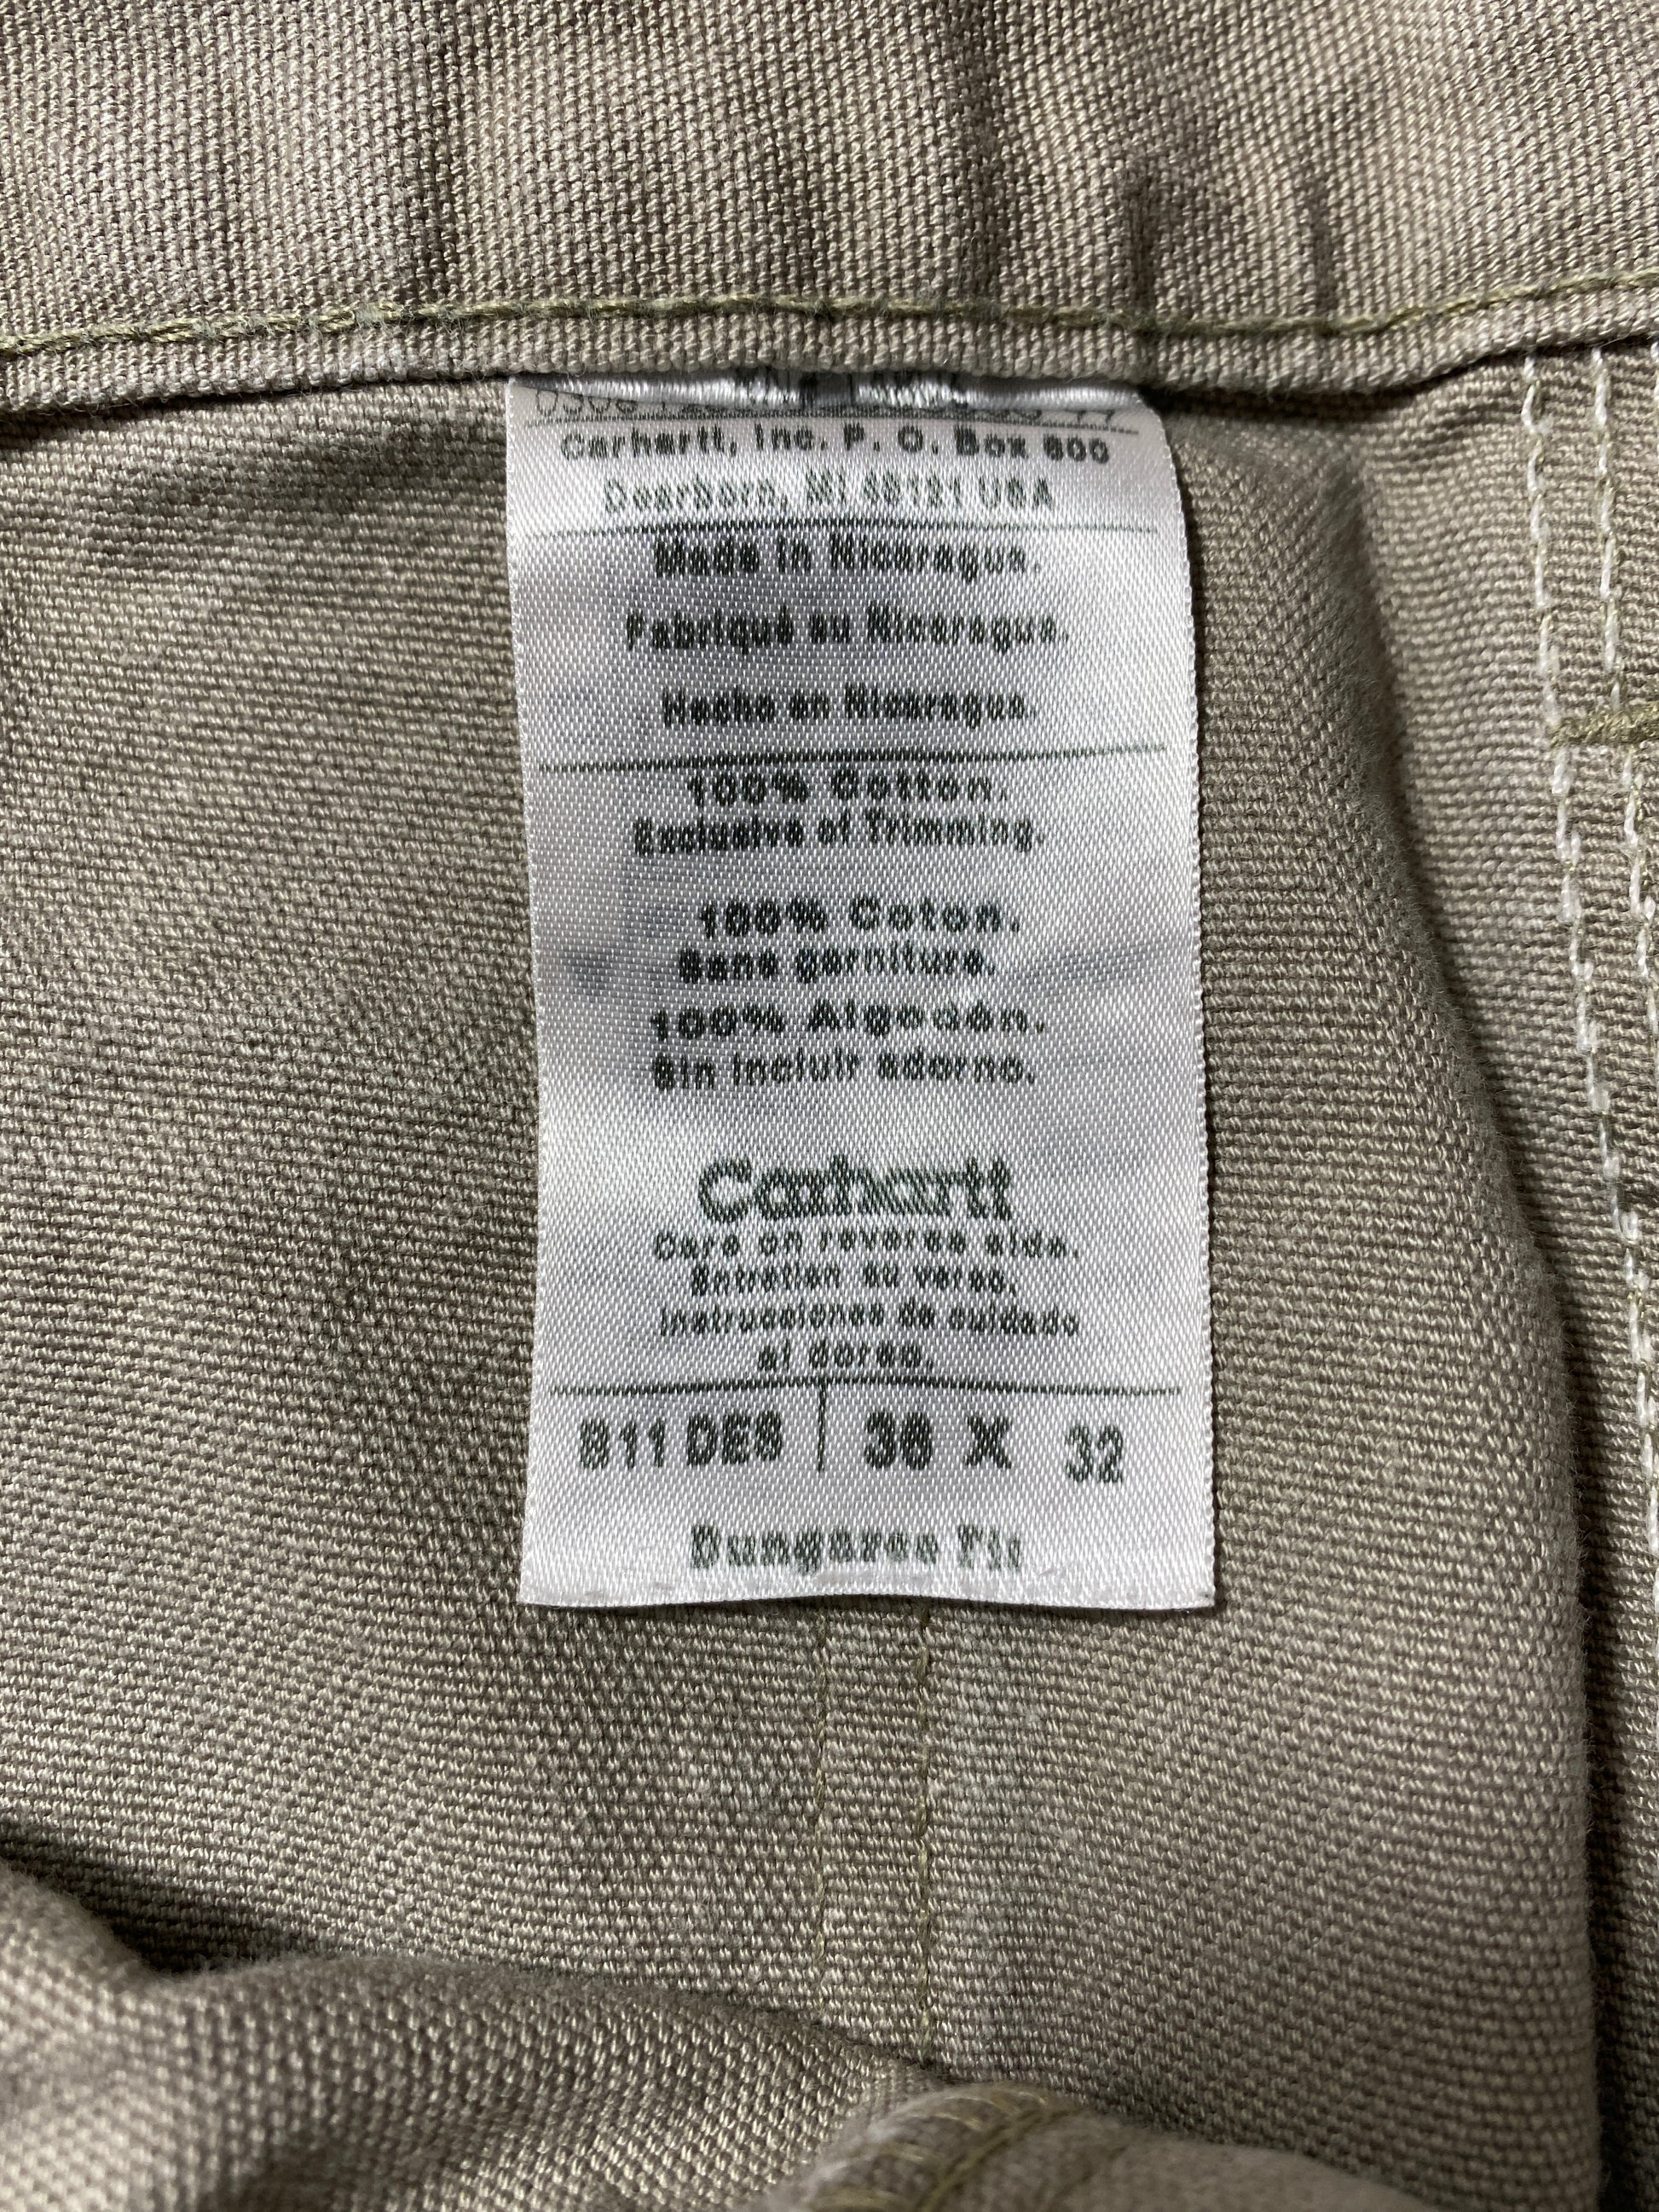 Carhartt, Inc. P. O. Box 600
Dearborn, MI 48121 USA
Made in Nicaragua.
Fabriqué au Nicaragua.
Hecho en Nicaragua.
100% Cotton.
Exclusive of Trimming.
100% Coton.
Sans garniture.
100% Algodón.
Sin incluir adorno.
Carhartt
Care on reverse side.
Entretien au verso.
Instrucciones de cuidado
al dorso.
B11 DES 36 X 32
Dungaree Fit